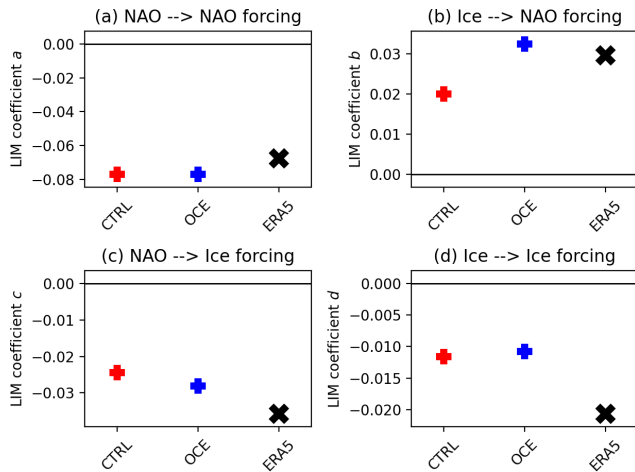 (a) NAO --> NAO forcing
LIM coefficient a
0.00
−0.02
−0.04
−0.06
−0.08
CTRL
OCE
ERA5
(b) Ice --> NAO forcing
LIM coefficient b
0.03
0.02
0.01
0.00
CTRL
OCE
ERA5
(c) NAO --> Ice forcing
LIM coefficient c
0.00
−0.01
−0.02
−0.03
CTRL
OCE
ERA5
(d) Ice --> Ice forcing
LIM coefficient d
0.000
−0.005
−0.010
−0.015
−0.020
CTRL
OCE
ERA5